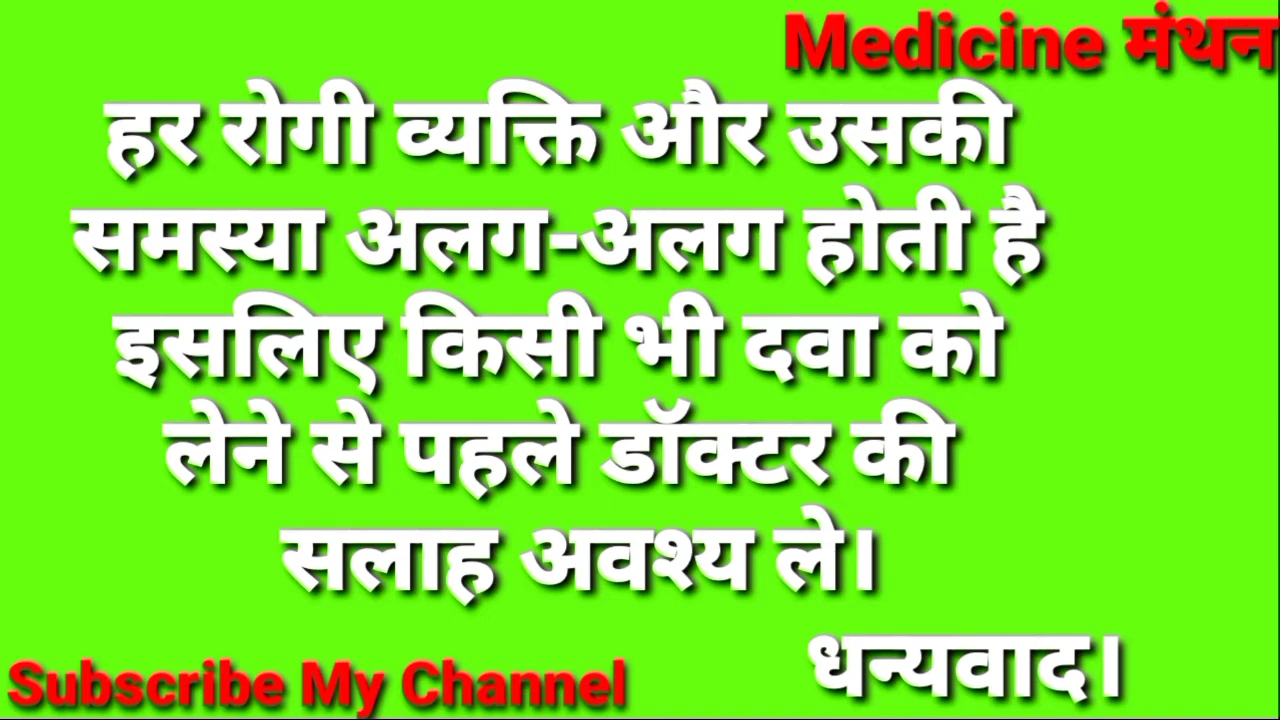 Medicine मंथन
हर रोगी व्यक्ति और उसकी
समस्या अलग-अलग होती है
इसलिए किसी भी दवा को
लेने से पहले डॉक्टर की
सलाह अवश्य ले।
धन्यवाद।
Subscribe My Channel